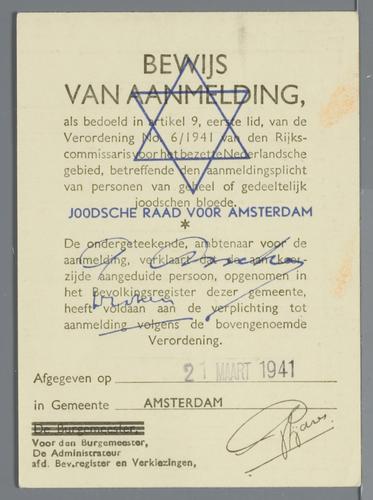 BEWIJS
VAN AANMELDING,
als bedoeld in artikel 9, eerste lid, van de
Verordening No. 6/1941 van den Rijks-
commissaris voor het bezette Nederlandsche
gebied, betreffende den aanmeldingsplicht
van personen van geheel of gedeeltelijk
joodschen bloede.
JOODSCHE RAAD VOOR AMSTERDAM
*
De ondergeteekende, ambtenaar voor de
aanmelding, verklaart dat de aan keer-
zijde aangeduide persoon, opgenomen in
het Bevolkingsregister dezer gemeente,
heeft voldaan aan de verplichting tot
aanmelding volgens de bovengenoemde
Verordening.
Afgegeven op 21 MAART 1941
in Gemeente AMSTERDAM
De Burgemeester,
Voor den Burgemeester,
De Administrateur
afd. Bev.register en Verkiezingen,